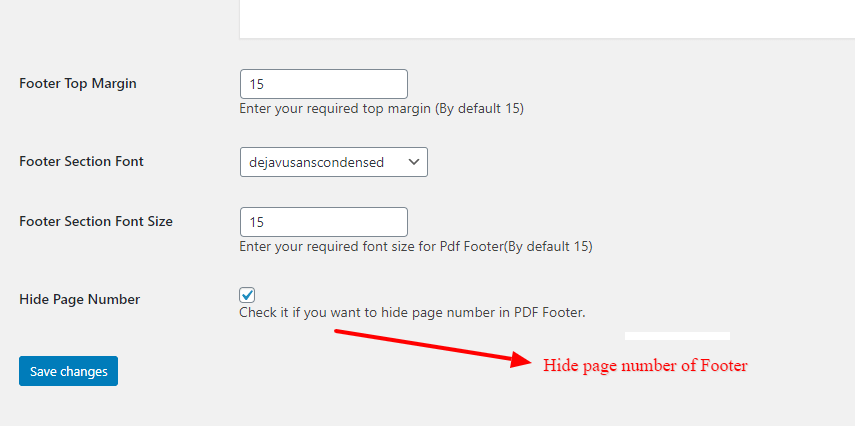 Footer Top Margin
15
Enter your required top margin (By default 15)
Footer Section Font
dejavusanscondensed
Footer Section Font Size
15
Enter your required font size for Pdf Footer(By default 15)
Hide Page Number
Check it if you want to hide page number in PDF Footer.
Hide page number of Footer
Save changes